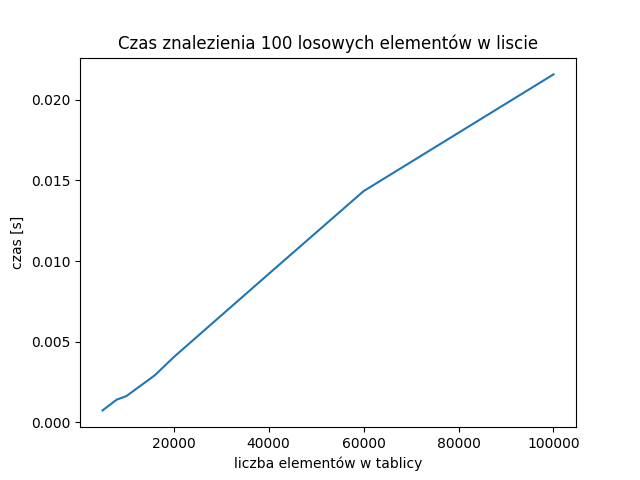 Czas znalezienia 100 losowych elementów w liscie
0.020
0.015
0.010
0.005
0.000
czas [s]
20000 40000 60000 80000 100000
liczba elementów w tablicy